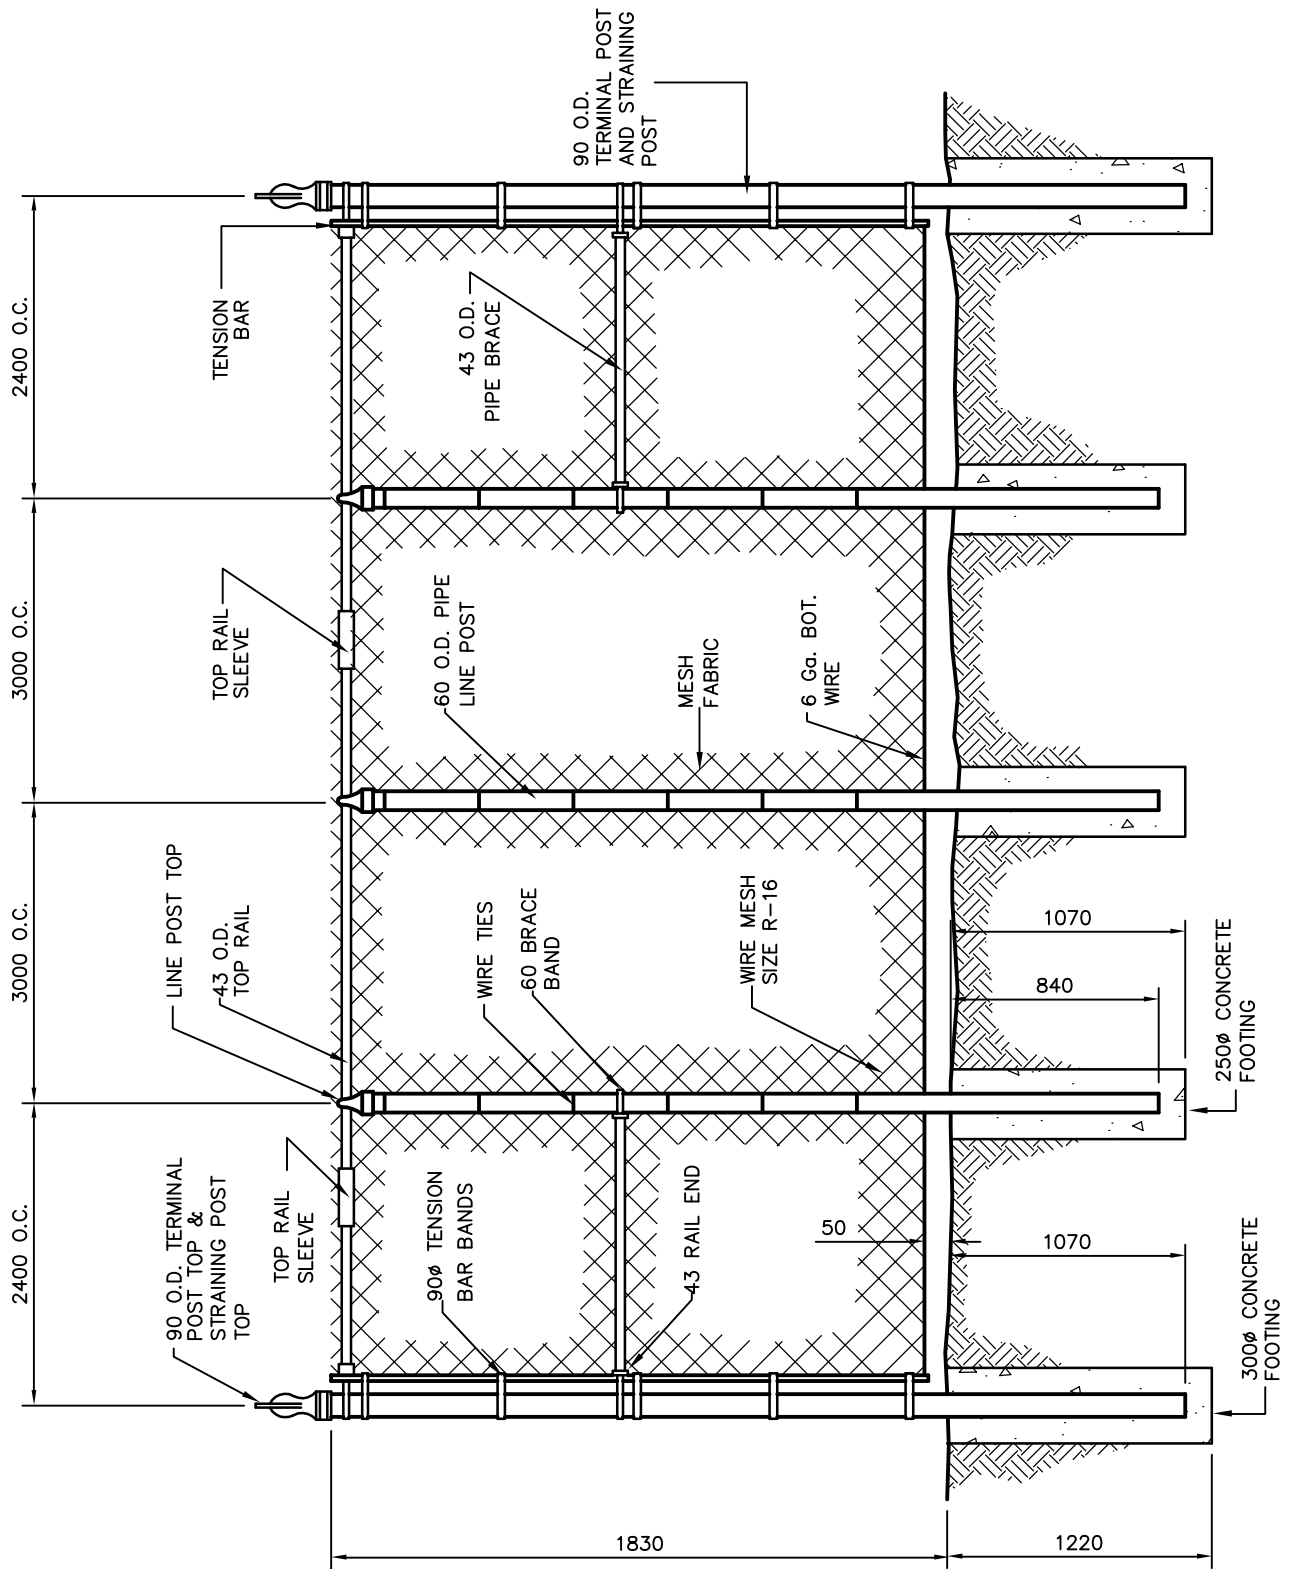 2400 O.C.
3000 O.C.
3000 O.C.
2400 O.C.
90 O.D. TERMINAL
POST TOP &
STRAINING POST
TOP
LINE POST TOP
43 O.D.
TOP RAIL
TOP RAIL
SLEEVE
TENSION
BAR
TOP RAIL
SLEEVE
90 O.D.
TERMINAL POST
AND STRAINING
POST
90ø TENSION
BAR BANDS
WIRE TIES
60 BRACE
BAND
60 O.D. PIPE
LINE POST
43 O.D.
PIPE BRACE
43 RAIL END
WIRE MESH
SIZE R-16
MESH
FABRIC
6 Ga. BOT.
WIRE
50
1070
840
1070
250ø CONCRETE
FOOTING
300ø CONCRETE
FOOTING
1830
1220